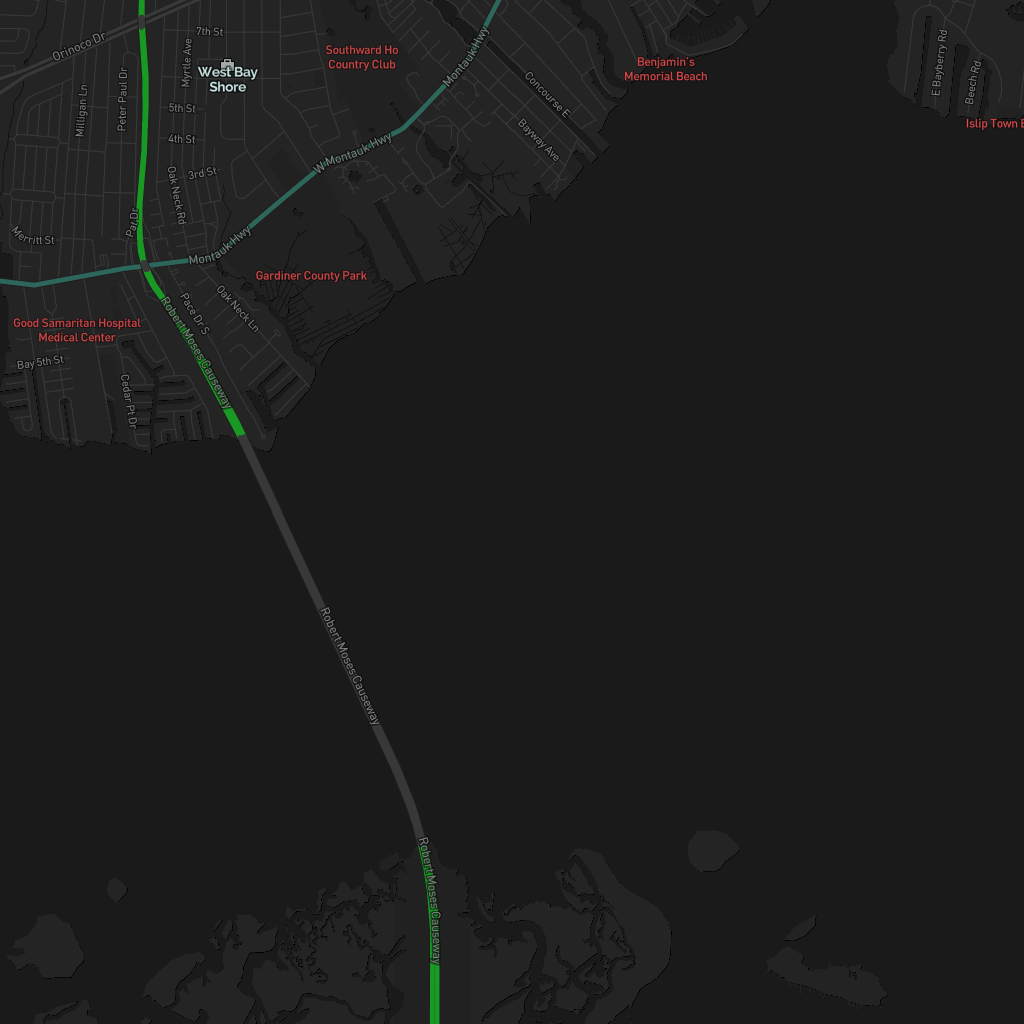 7th St
Orinoco Dr
Myrtle Ave
Southward Ho
Country Club
Montauk Hwy
Benjamin's
Memorial Beach
E Bayberry Rd
Beech Rd
West Bay
Shore
Peter Paul Dr
Milligan Ln
Concourse E
5th St
4th St
Islip Town B
Bayway Ave
W Montauk Hwy
3rd St
Oak Neck Rd
Pat Dr
Merritt St
Montauk Hwy
Gardiner County Park
Pace Dr S
Oak Neck Ln
Good Samaritan Hospital
Medical Center
Robert Moses Causeway
Bay 5th St
Cedar Pt Dr
Robert Moses Causeway
Robert Moses Causeway